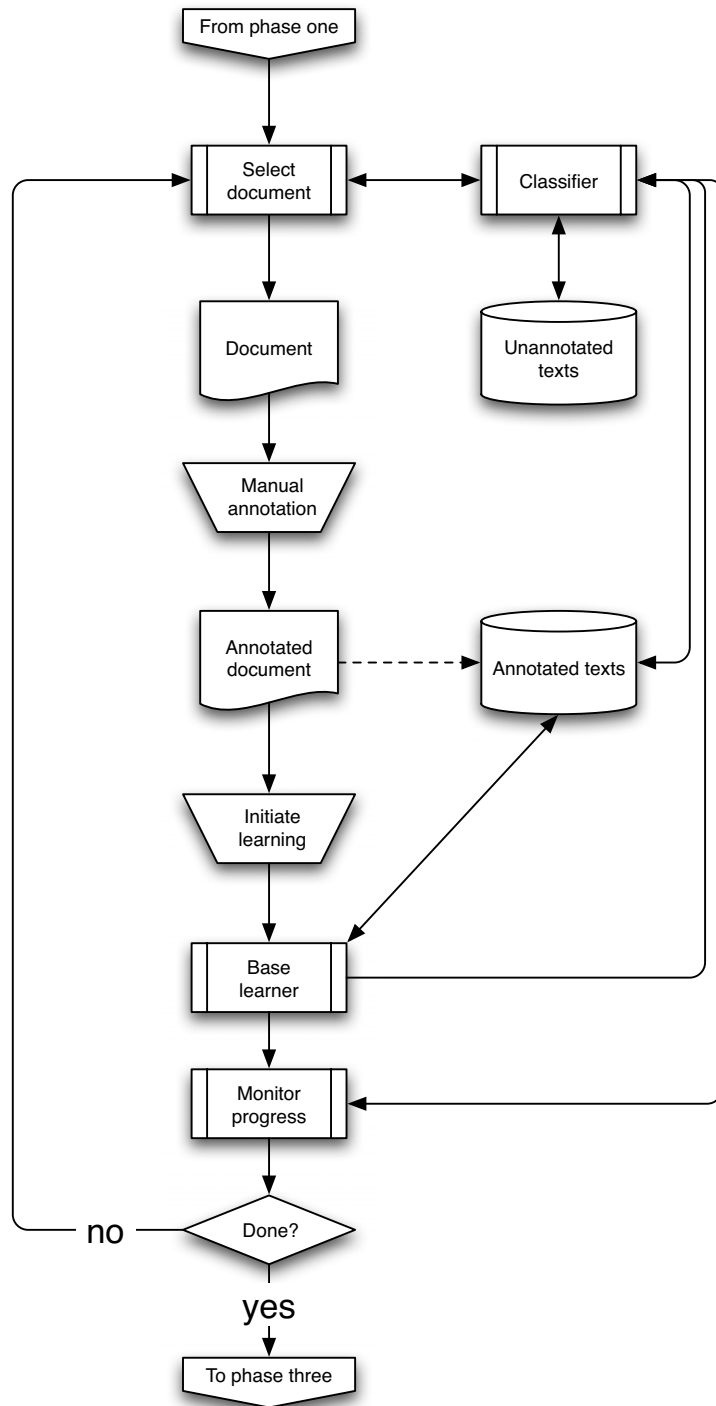 From phase one
Select
document
Classifier
Document
Unannotated
texts
Manual
annotation
Annotated
document
Annotated texts
Initiate
learning
Base
learner
Monitor
progress
no
Done?
yes
To phase three